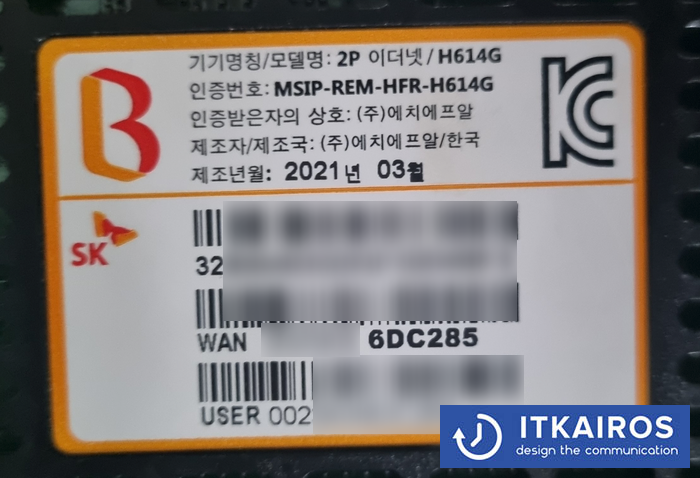 기기명칭/모델명: 2P 이더넷/H614G
인증번호: MSIP-REM-HFR-H614G
인증받은자의 상호: (주)에치에프알
제조자/제조국: (주)에치에프알/한국
제조년월: 2021년 03월
SK
32
WAN 6DC285
USER 002
ITKAIROS
design the communication